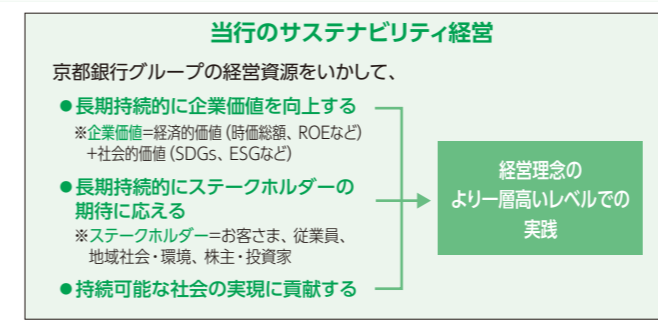 当行のサステナビリティ経営
京都銀行グループの経営資源をいかして、
●長期持続的に企業価値を向上する
※企業価値=経済的価値(時価総額、ROEなど)
+社会的価値(SDGs、ESGなど)
●長期持続的にステークホルダーの
期待に応える
※ステークホルダー=お客さま、従業員、
地域社会・環境、株主・投資家
●持続可能な社会の実現に貢献する
経営理念の
より一層高いレベルでの
実践